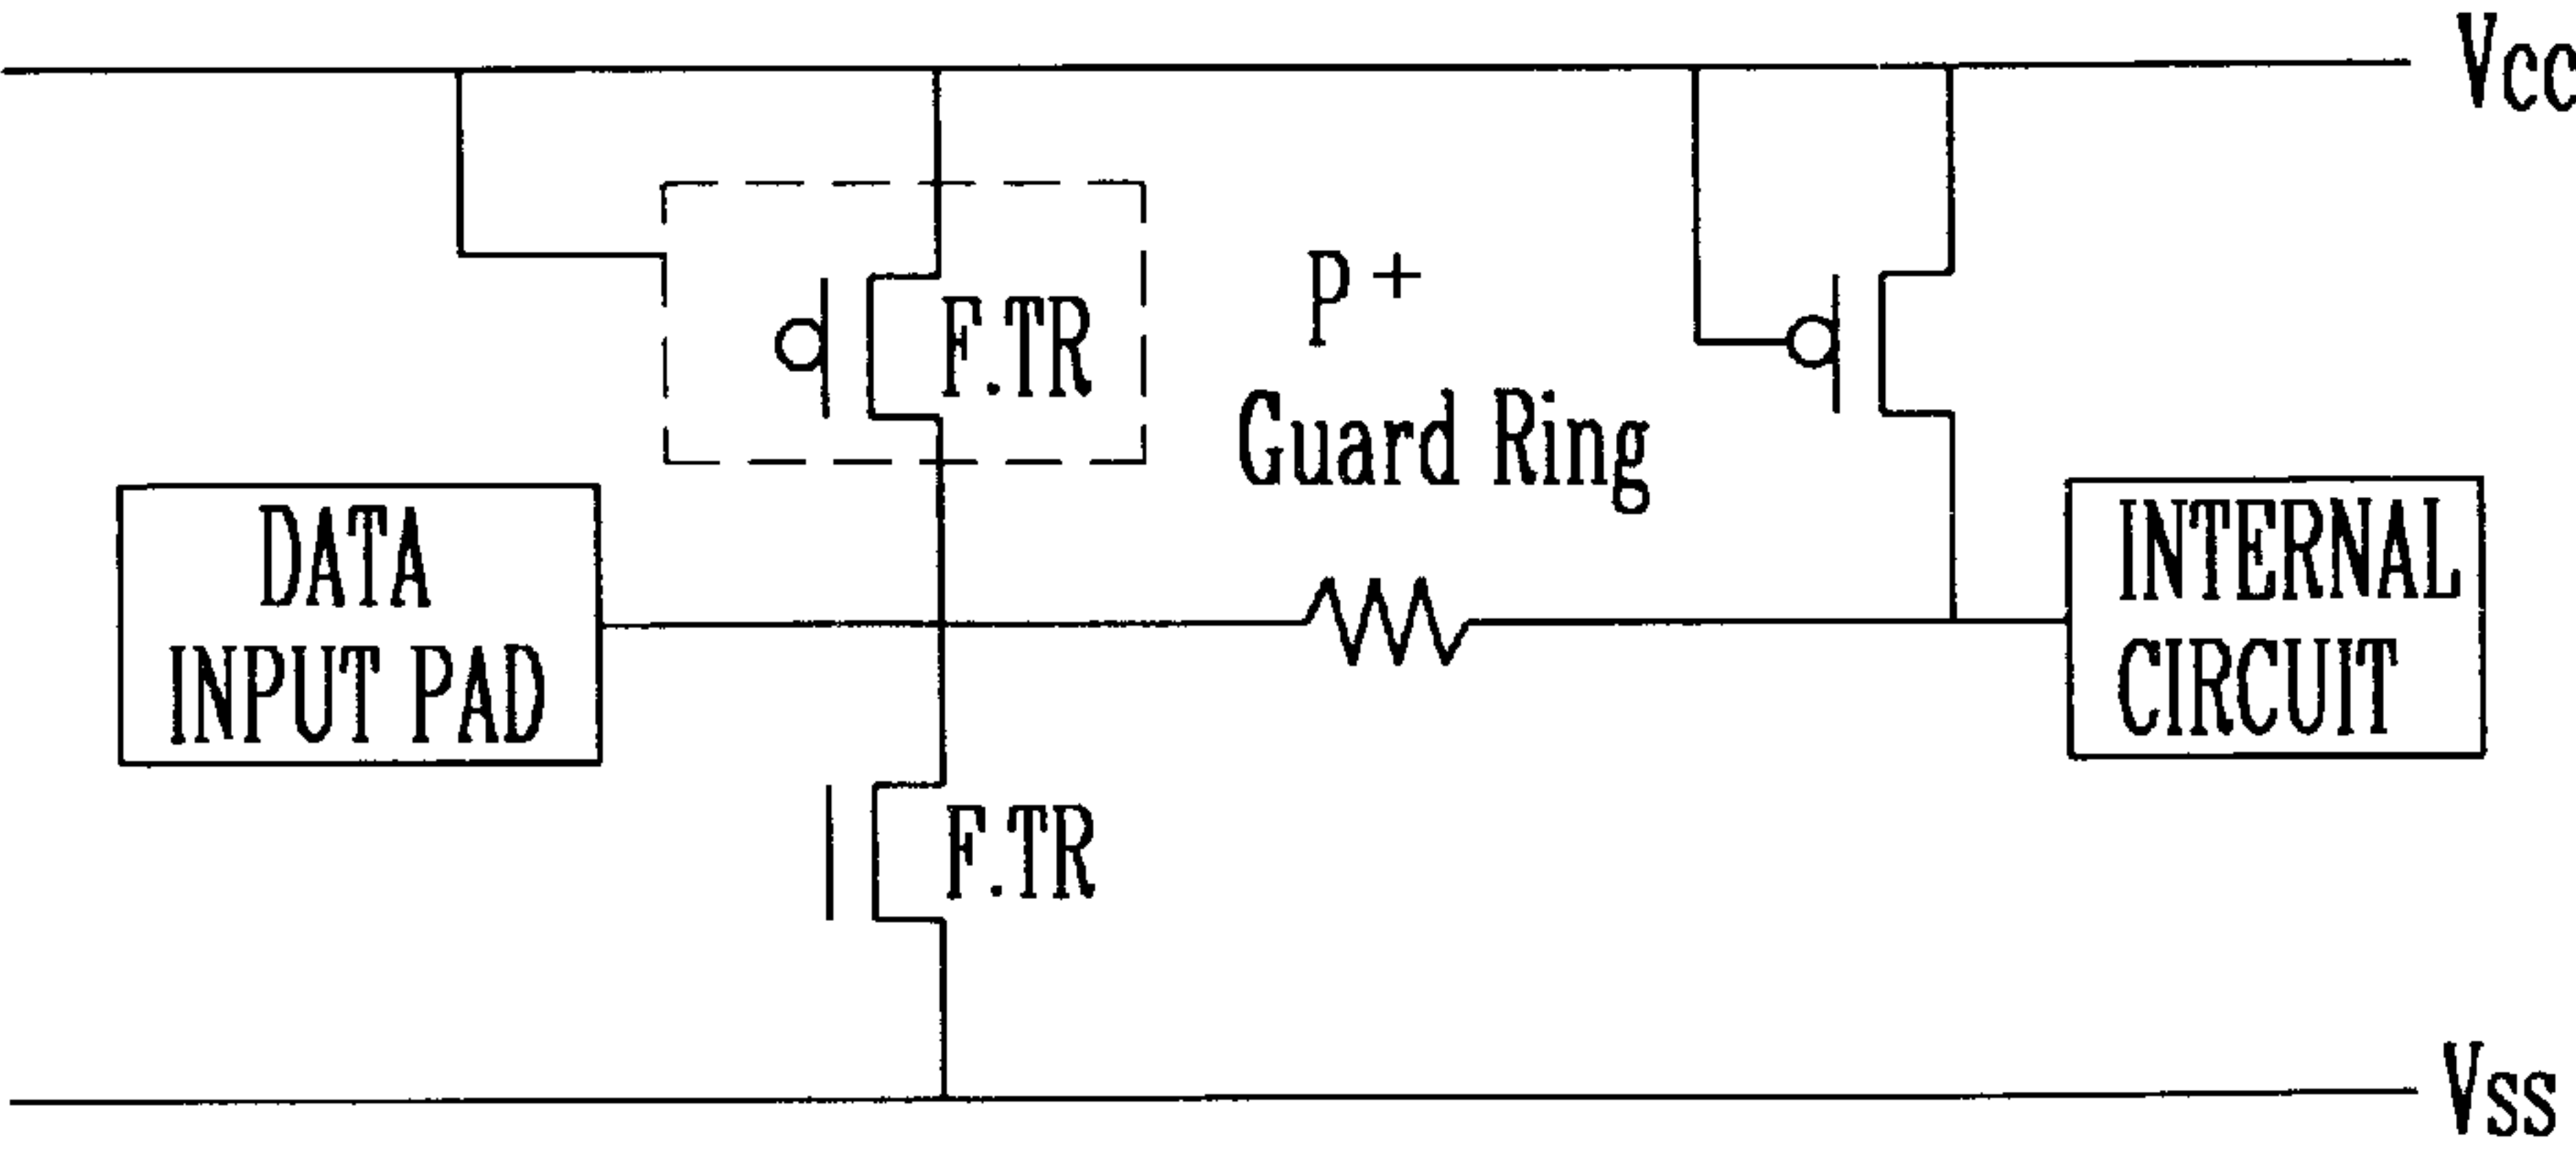 Vcc
F.TR
P+
Guard Ring
DATA
INPUT PAD
INTERNAL
CIRCUIT
F.TR
Vss